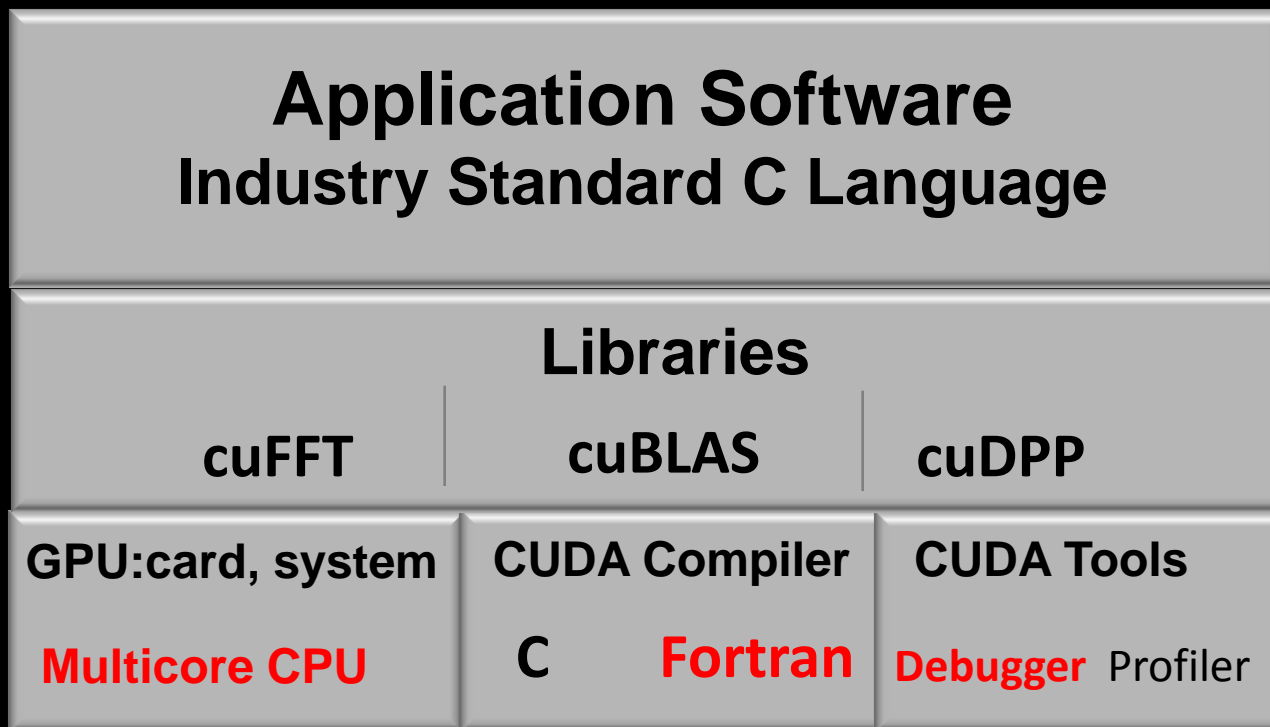 Application Software
Industry Standard C Language
Libraries
cuFFT cuBLAS cuDPP
GPU:card, system CUDA Compiler CUDA Tools
Multicore CPU C Fortran Debugger Profiler